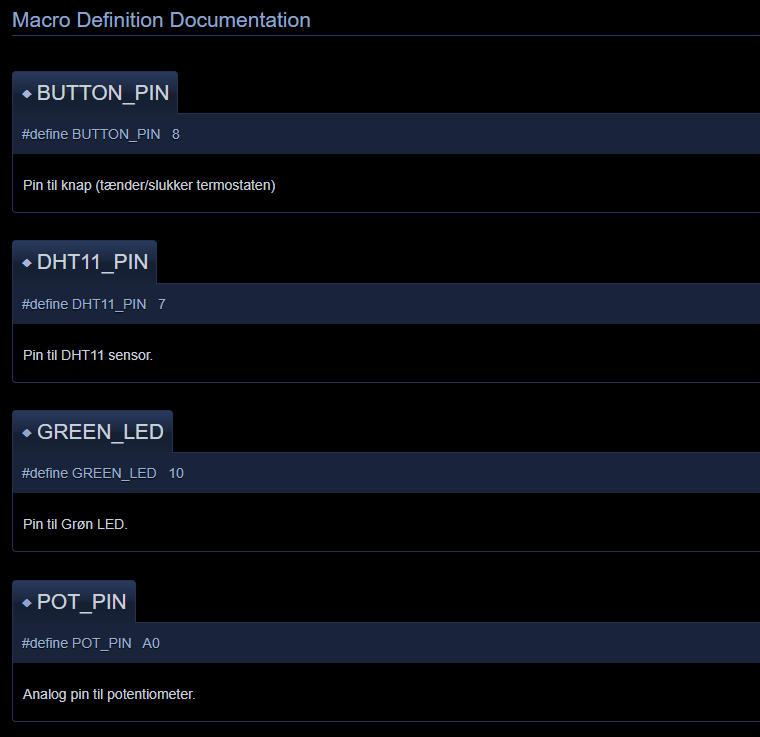 Macro Definition Documentation
◆ BUTTON_PIN
#define BUTTON_PIN 8
Pin til knap (tænder/slukker termostaten)
◆ DHT11_PIN
#define DHT11_PIN 7
Pin til DHT11 sensor.
◆ GREEN_LED
#define GREEN_LED 10
Pin til Grøn LED.
◆ POT_PIN
#define POT_PIN A0
Analog pin til potentiometer.